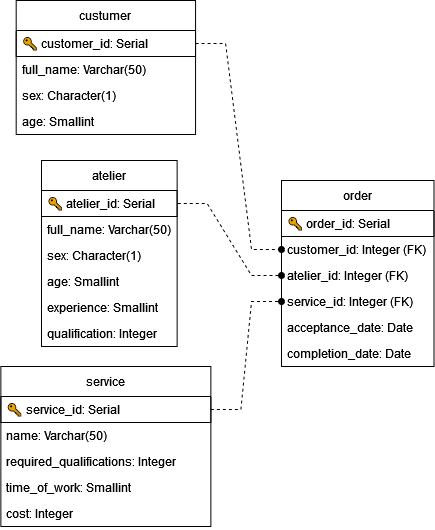 custumer
customer_id: Serial
full_name: Varchar(50)
sex: Character(1)
age: Smallint
atelier
atelier_id: Serial
full_name: Varchar(50)
sex: Character(1)
age: Smallint
experience: Smallint
qualification: Integer
order
order_id: Serial
customer_id: Integer (FK)
atelier_id: Integer (FK)
service_id: Integer (FK)
acceptance_date: Date
completion_date: Date
service
service_id: Serial
name: Varchar(50)
required_qualifications: Integer
time_of_work: Smallint
cost: Integer